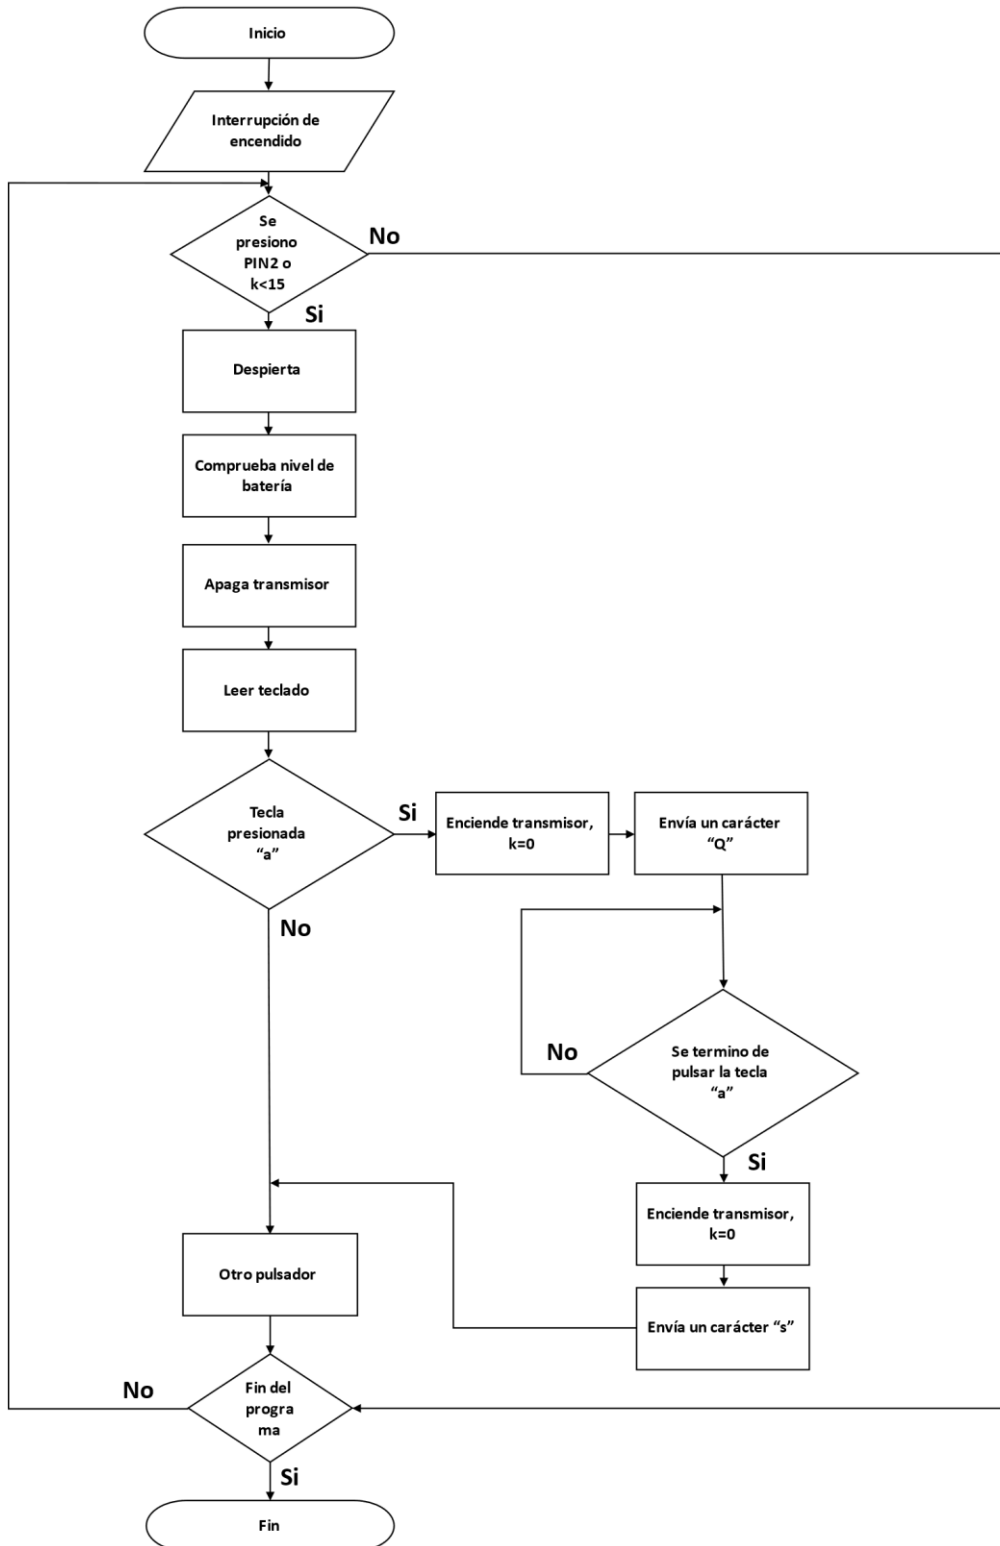 Inicio
Interrupción de
encendido
Se
presiono
PIN2 o
k<15
No
Si
Despierta
Comprueba nivel de
batería
Apaga transmisor
Leer teclado
Tecla
presionada
“a”
Si
Enciende transmisor,
k=0
Envía un carácter
“Q”
No
No
Se termino de
pulsar la tecla
“a”
Si
Enciende transmisor,
k=0
Envía un carácter “s”
Otro pulsador
No
Fin del
progra
ma
Si
Fin